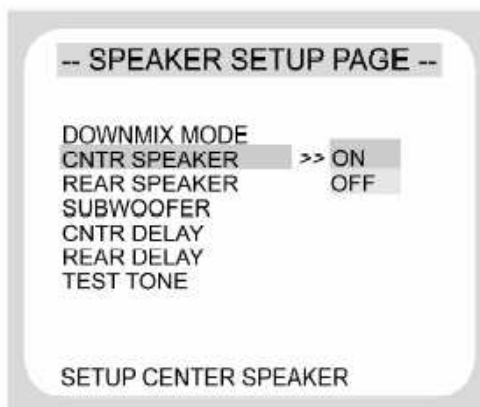 -- SPEAKER SETUP PAGE --
DOWNMIX MODE
CNTR SPEAKER >> ON
REAR SPEAKER OFF
SUBWOOFER
CNTR DELAY
REAR DELAY
TEST TONE
SETUP CENTER SPEAKER